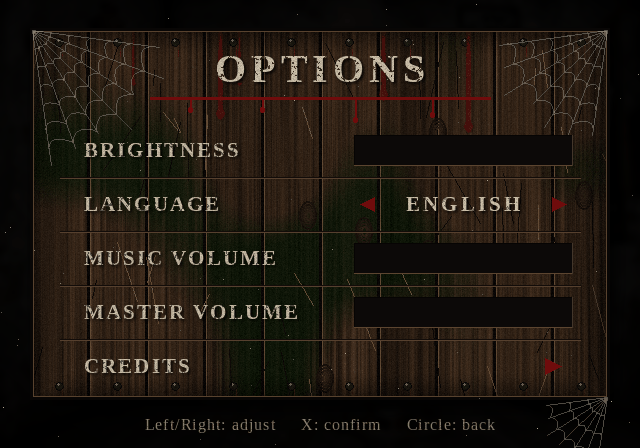 OPTIONS
BRIGHTNESS
LANGUAGE ENGLISH
MUSIC VOLUME
MASTER VOLUME
CREDITS
Left/Right: adjust X: confirm Circle: back